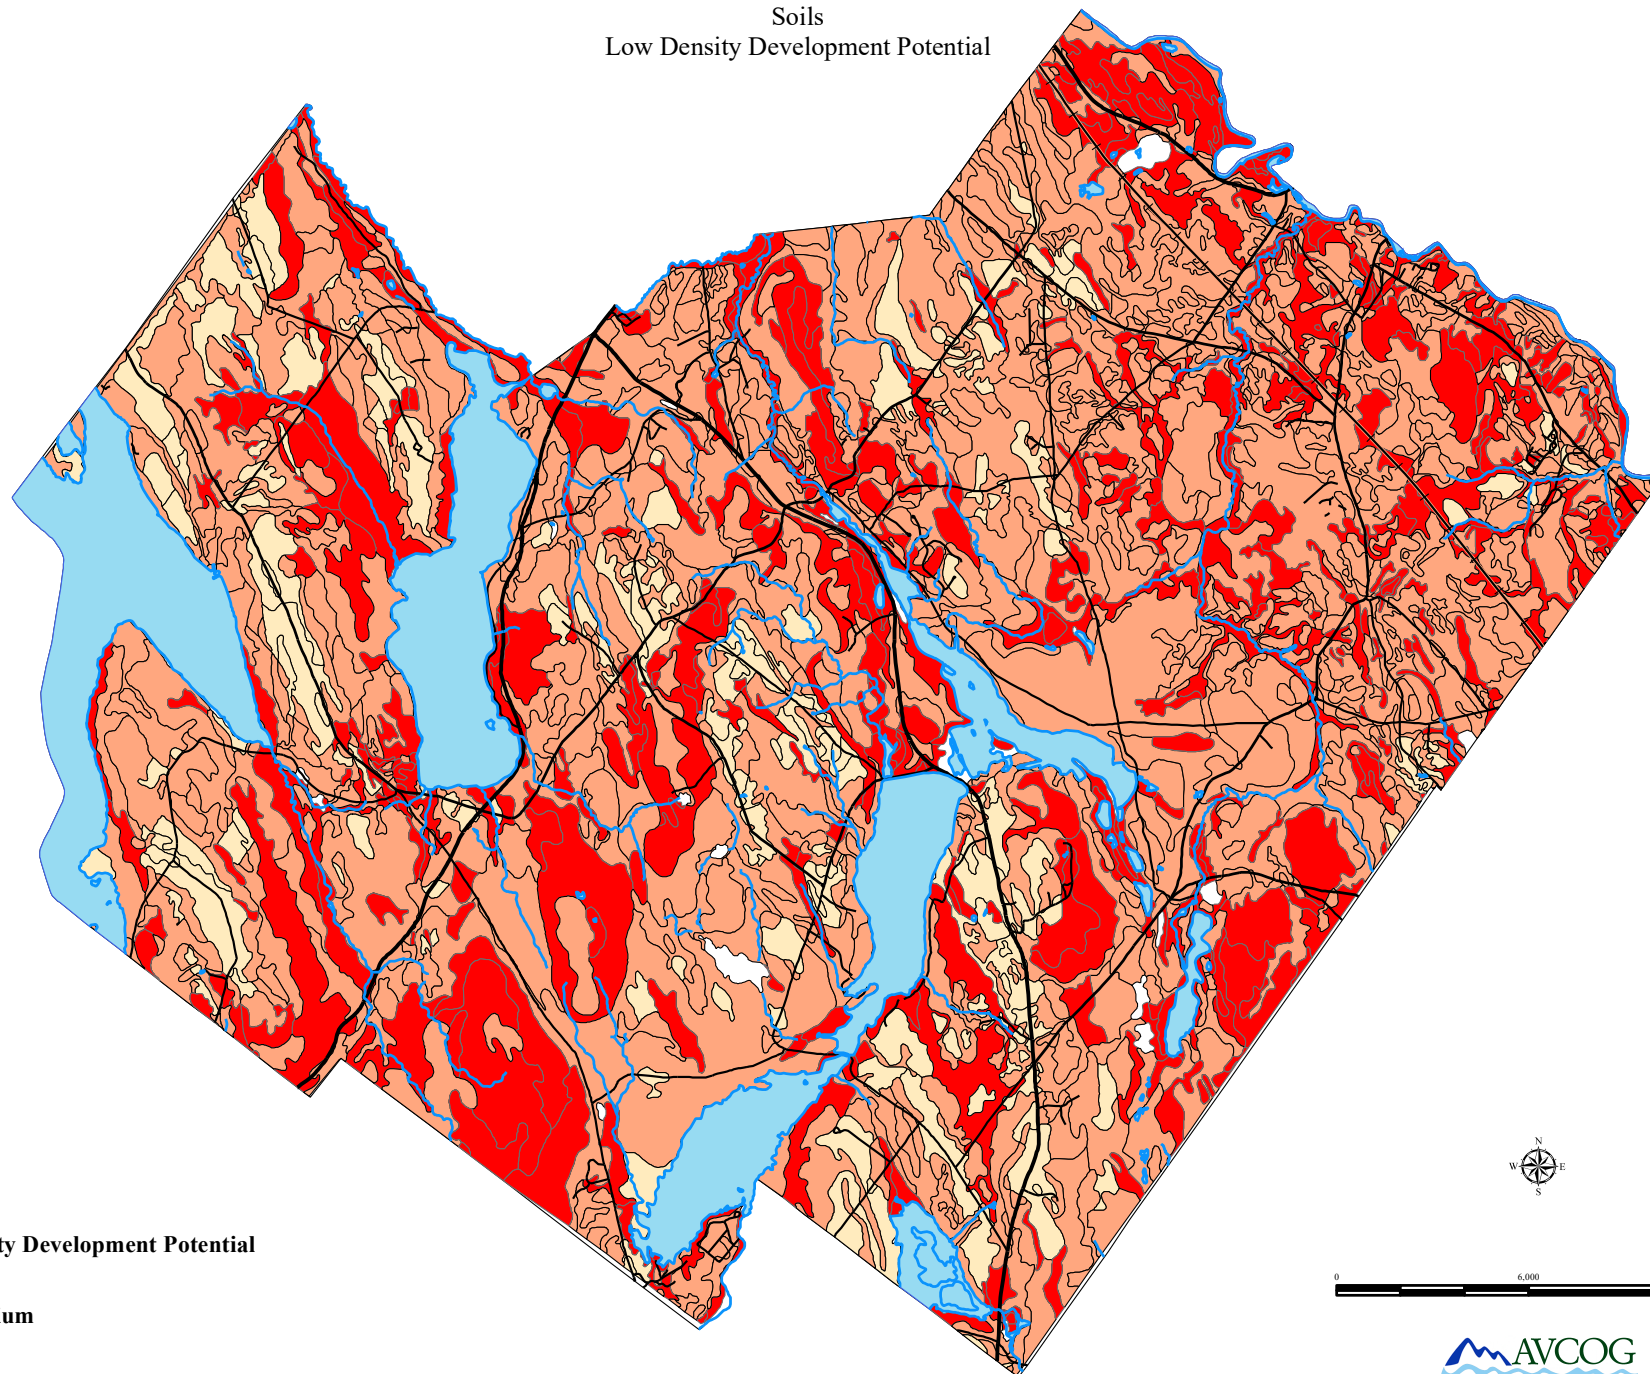 Soils
Low Density Development Potential
N
W E
S
ty Development Potential
0 6,000
um
AVCOG